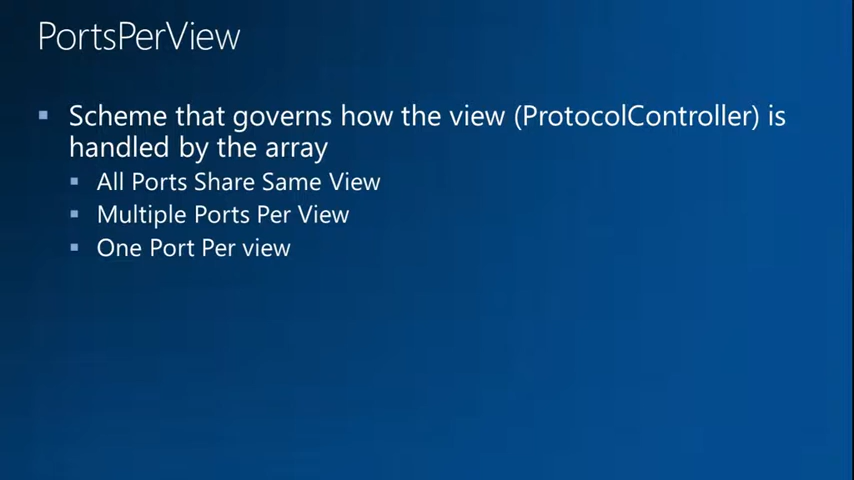 PortsPerView
Scheme that governs how the view (ProtocolController) is
handled by the array
All Ports Share Same View
Multiple Ports Per View
One Port Per view